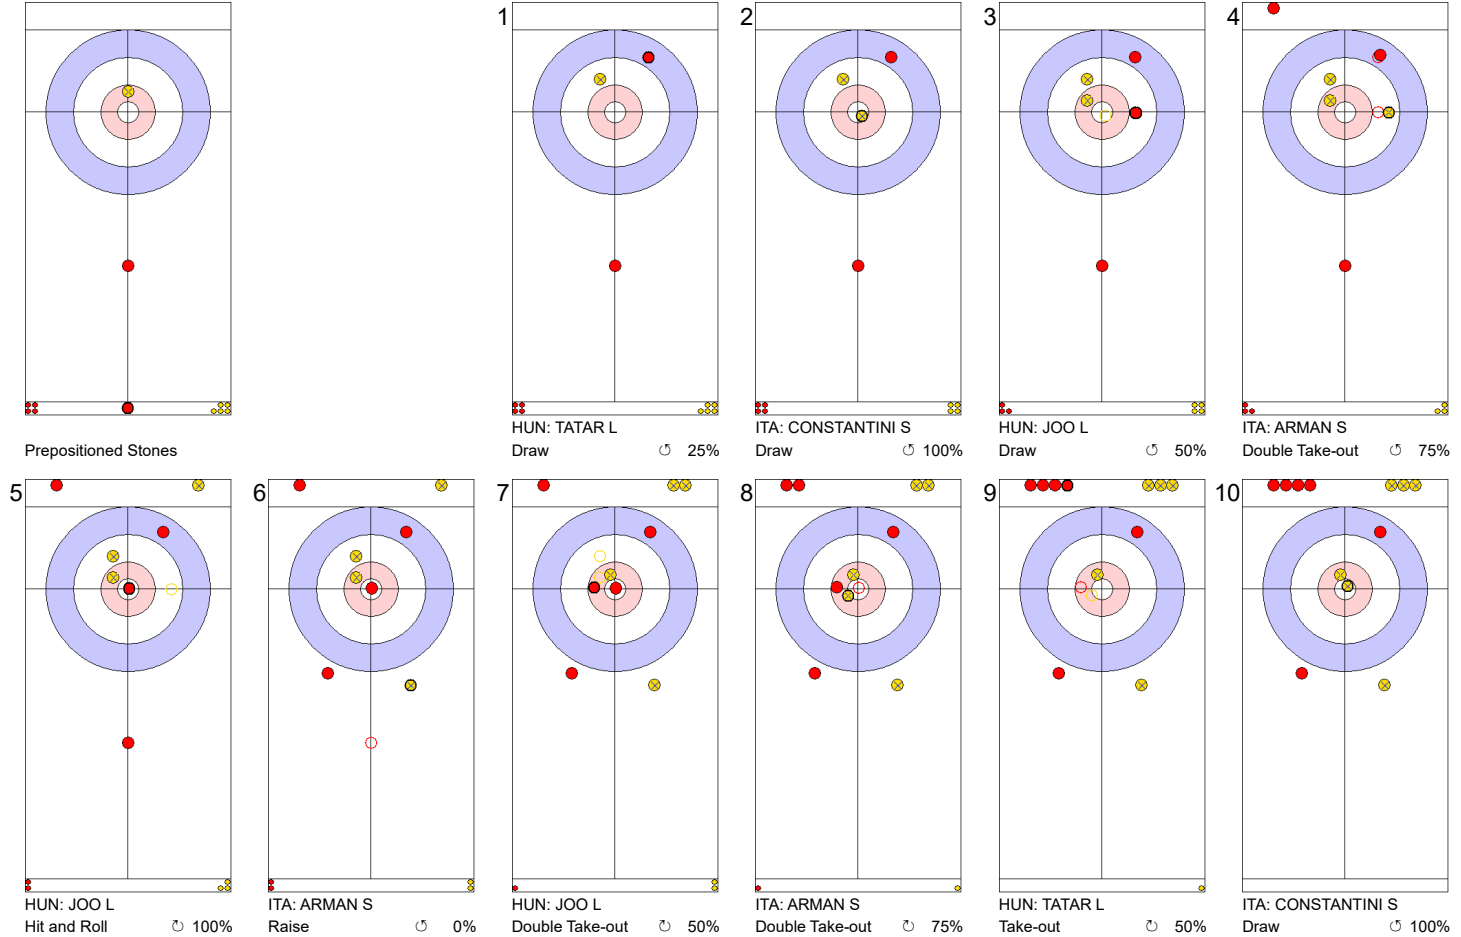 1 2 3 4
Prepositioned Stones
HUN: TATAR L
Draw 25%
ITA: CONSTANTINI S
Draw 100%
HUN: JOO L
Draw 50%
ITA: ARMAN S
Double Take-out 75%
5 6 7 8 9 10
HUN: JOO L
Hit and Roll 100%
ITA: ARMAN S
Raise 0%
HUN: JOO L
Double Take-out 50%
ITA: ARMAN S
Double Take-out 75%
HUN: TATAR L
Take-out 50%
ITA: CONSTANTINI S
Draw 100%